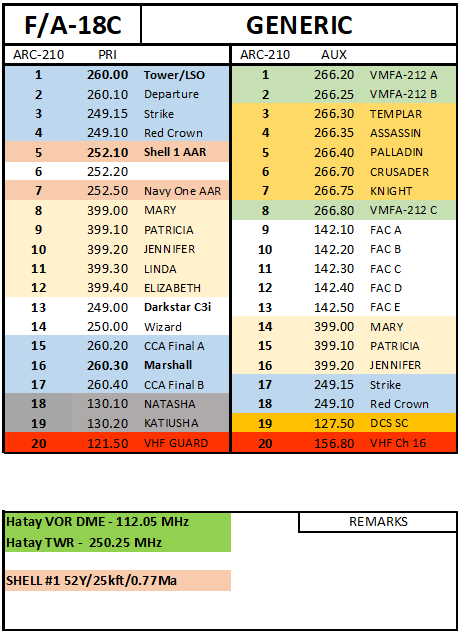 F/A-18C GENERIC
ARC-210 PRI ARC-210 AUX
1 260.00 Tower/LSO 1 266.20 VMFA-212 A
2 260.10 Departure 2 266.25 VMFA-212 B
3 249.15 Strike 3 266.30 TEMPLAR
4 249.10 Red Crown 4 266.35 ASSASSIN
5 252.10 Shell 1 AAR 5 266.40 PALLADIN
6 252.20 6 266.70 CRUSADER
7 252.50 Navy One AAR 7 266.75 KNIGHT
8 399.00 MARY 8 266.80 VMFA-212 C
9 399.10 PATRICIA 9 142.10 FAC A
10 399.20 JENNIFER 10 142.20 FAC B
11 399.30 LINDA 11 142.30 FAC C
12 399.40 ELIZABETH 12 142.40 FAC D
13 249.00 Darkstar C3i 13 142.50 FAC E
14 250.00 Wizard 14 399.00 MARY
15 260.20 CCA Final A 15 399.10 PATRICIA
16 260.30 Marshall 16 399.20 JENNIFER
17 260.40 CCA Final B 17 249.15 Strike
18 130.10 NATASHA 18 249.10 Red Crown
19 130.20 KATIUSHA 19 127.50 DCS SC
20 121.50 VHF GUARD 20 156.80 VHF Ch 16
Hatay VOR DME - 112.05 MHz REMARKS
Hatay TWR - 250.25 MHz
SHELL #1 52Y/25kft/0.77Ma